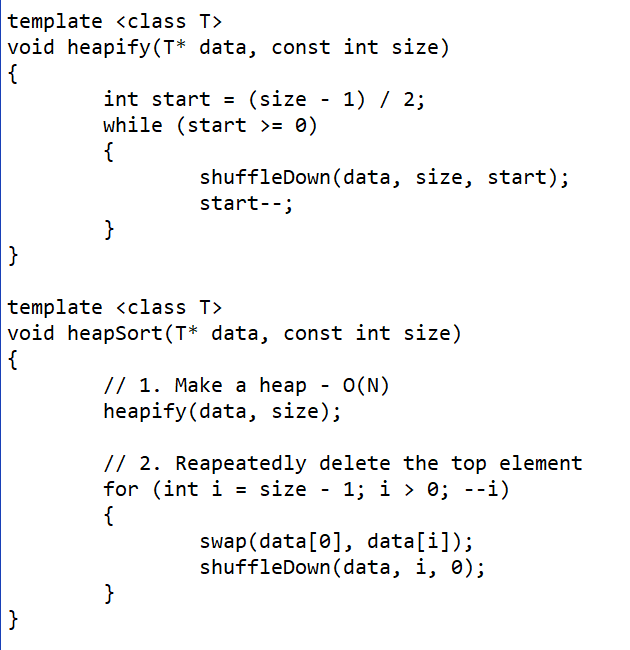 template <class T>
void heapify(T* data, const int size)
{
        int start = (size - 1) / 2;
        while (start >= 0)
        {
                shuffleDown(data, size, start);
                start--;
        }
}

template <class T>
void heapSort(T* data, const int size)
{
        // 1. Make a heap - O(N)
        heapify(data, size);

        // 2. Reapeatedly delete the top element
        for (int i = size - 1; i > 0; --i)
        {
                swap(data[0], data[i]);
                shuffleDown(data, i, 0);
        }
}